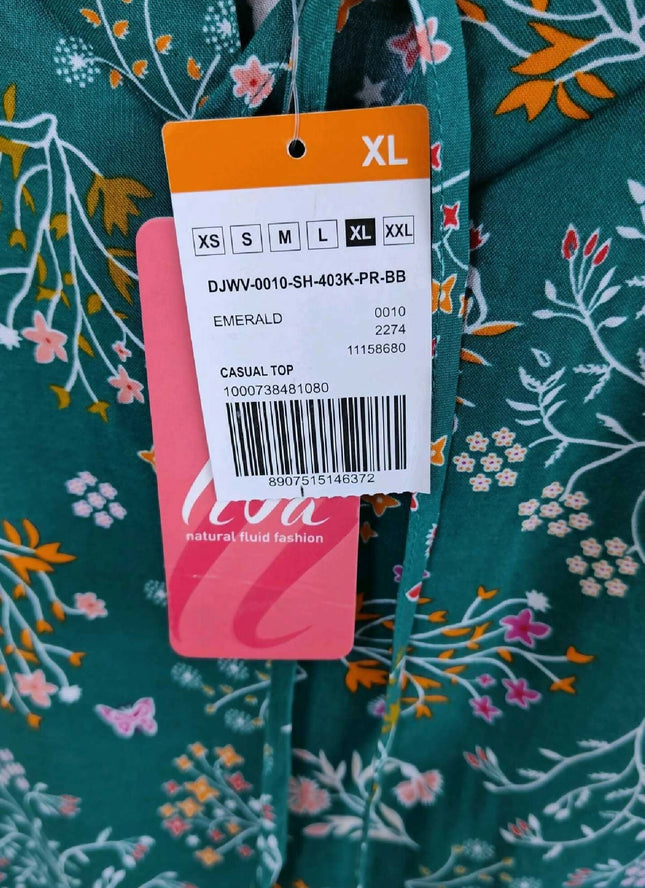 XL
XS S M L XL XXL
DJWV-0010-SH-403K-PR-BB
EMERALD 0010
2274
11158680
CASUAL TOP
1000738481080
8907515146372
natural fluid fashion